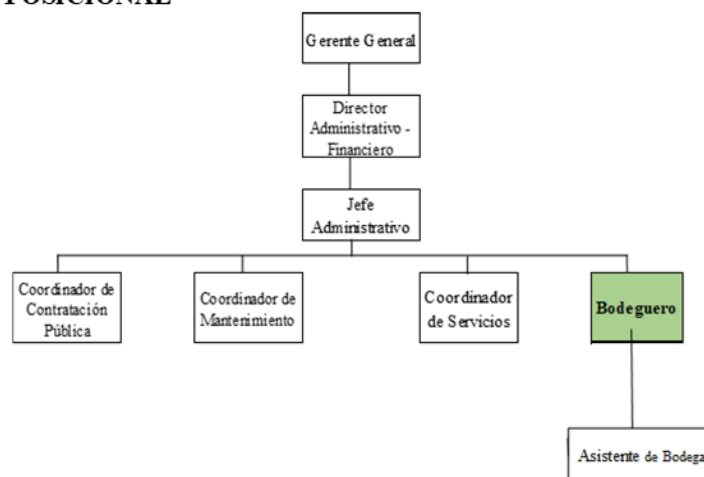 POSICIONAL
Gerente General
Director
Administrativo -
Financiero
Jefe
Administrativo
Coordinador de
Contratación
Pública
Coordinador de
Mantenimiento
Coordinador
de Servicios
Bodeguero
Asistente de Bodega